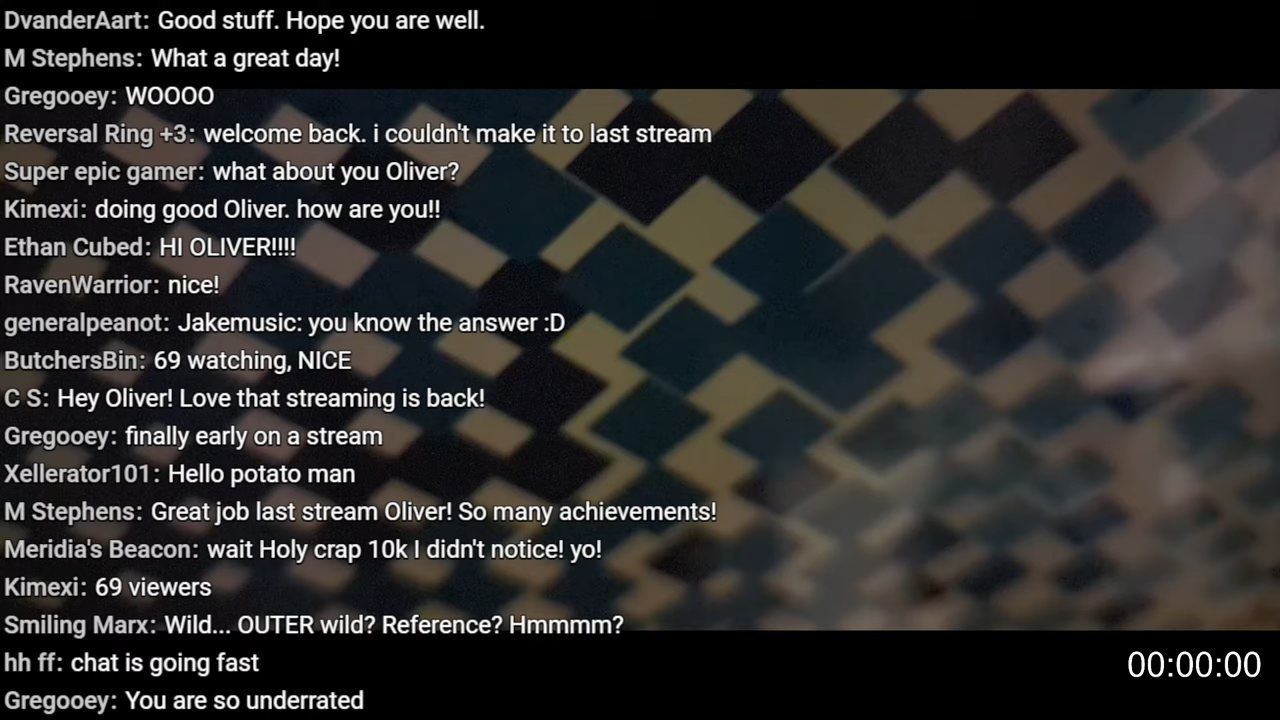 DvanderAart: Good stuff. Hope you are well.
M Stephens: What a great day!
Gregooey: WOOOO
Reversal Ring +3: welcome back. i couldn't make it to last stream
Super epic gamer: what about you Oliver?
Kimexi: doing good Oliver. how are you!!
Ethan Cubed: HI OLIVER!!!!
RavenWarrior: nice!
generalpeanot: Jakemusic: you know the answer :D
ButchersBin: 69 watching, NICE
C S: Hey Oliver! Love that streaming is back!
Gregooey: finally early on a stream
Xellerator101: Hello potato man
M Stephens: Great job last stream Oliver! So many achievements!
Meridia's Beacon: wait Holy crap 10k I didn't notice! yo!
Kimexi: 69 viewers
Smiling Marx: Wild... OUTER wild? Reference? Hmmmm?
hh ff: chat is going fast
00:00:00
Gregooey: You are so underrated